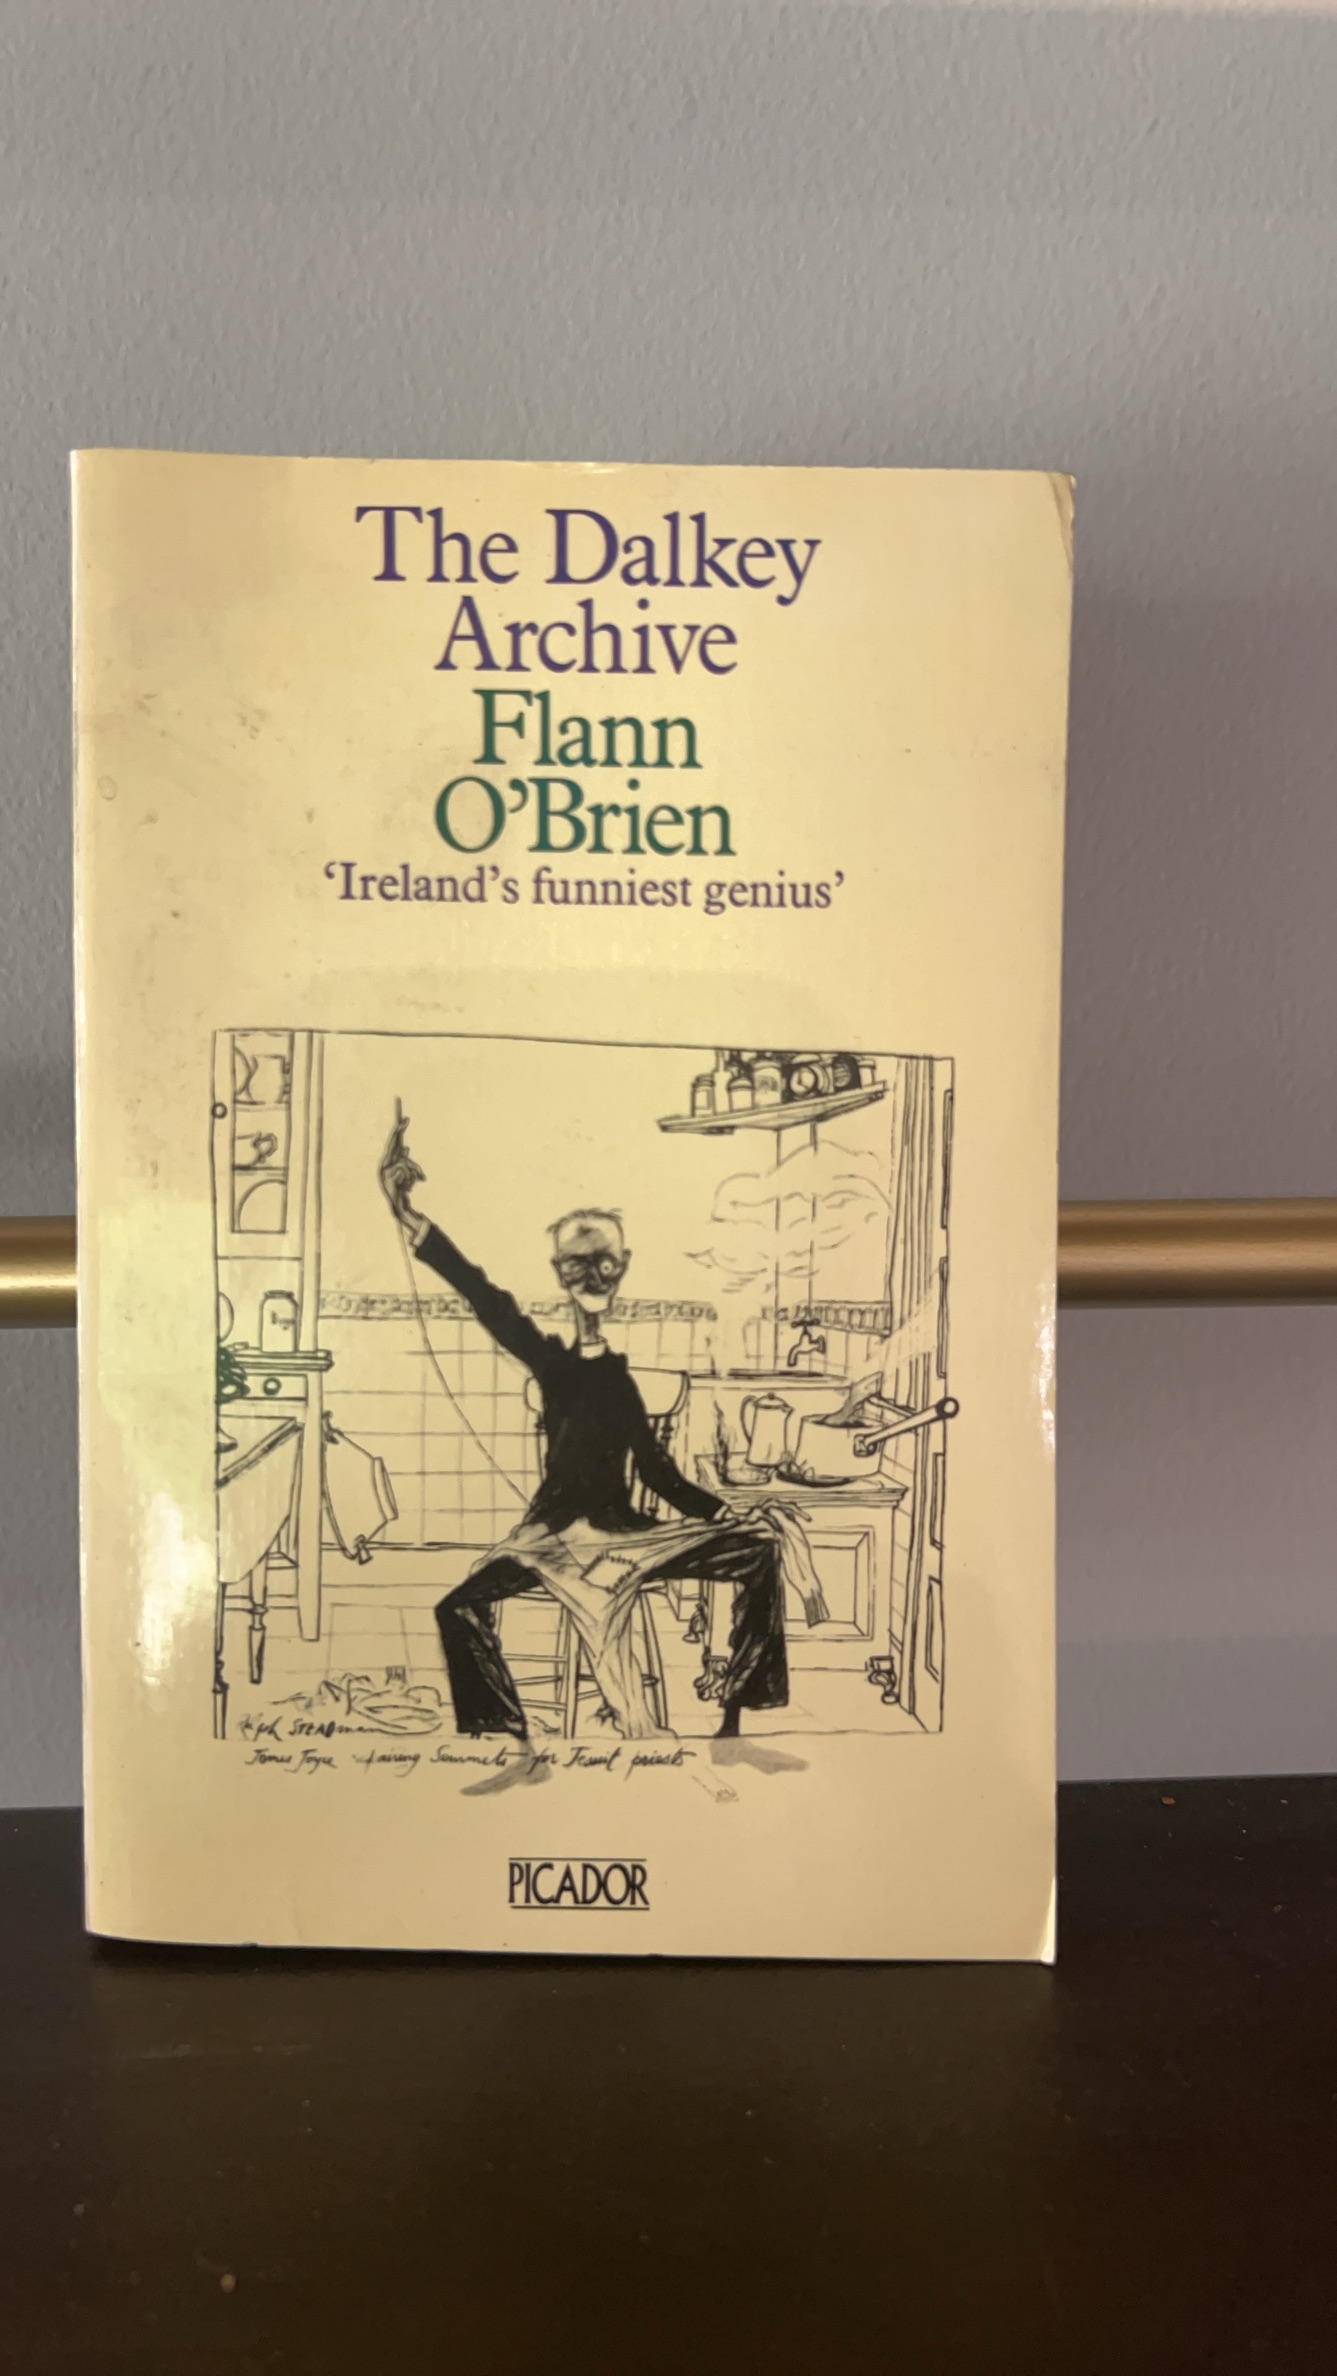 The Dalkey
Archive
Flann
O'Brien
‘Ireland’s funniest genius’
Ralph STEADman
James Joyce repairing Semmets for Jesuit priests
PICADOR